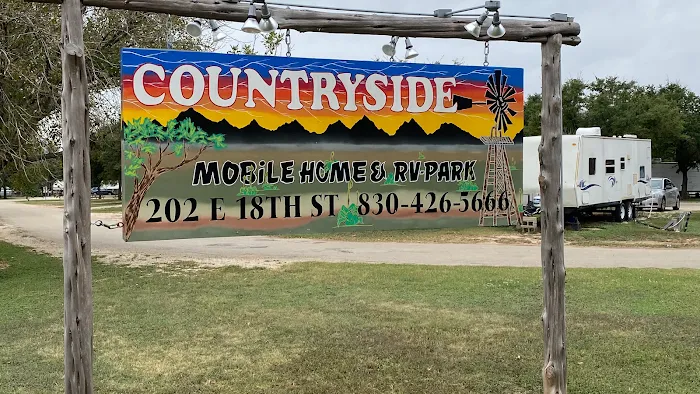 COUNTRYSIDE
MOBILE HOME & RV PARK
202 E 18TH ST 830-426-5666